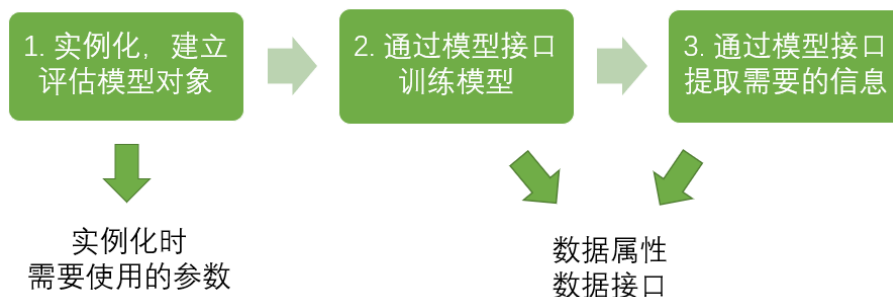 1. 实例化，建立
评估模型对象
2. 通过模型接口
训练模型
3. 通过模型接口
提取需要的信息
实例化时
需要使用的参数
数据属性
数据接口